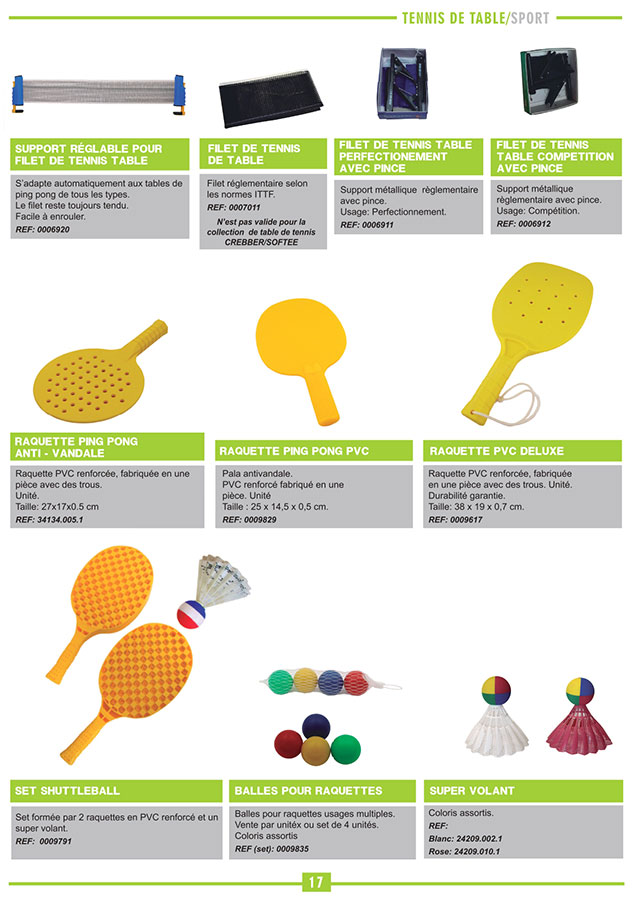 TENNIS DE TABLE/SPORT
SUPPORT RÉGLABLE POUR
FILET DE TENNIS TABLE
S'adapte automatiquement aux tables de
ping pong de tous les types.
Le filet reste toujours tendu.
Facile à enrouler.
REF: 0006920
FILET DE TENNIS
DE TABLE
Filet réglementaire selon
les normes ITTF.
REF: 0007011
N'est pas valide pour la
collection de table de tennis
CREBBER/SOFTEE
FILET DE TENNIS TABLE
PERFECTIONEMENT
AVEC PINCE
Support métallique règlementaire
avec pince.
Usage: Perfectionnement.
REF: 0006911
FILET DE TENNIS
TABLE COMPETITION
AVEC PINCE
Support métallique
règlementaire avec pince.
Usage: Compétition.
REF: 0006912
RAQUETTE PING PONG
ANTI - VANDALE
Raquette PVC renforcée, fabriquée en une
pièce avec des trous.
Unité.
Taille: 27x17x0.5 cm
REF: 34134.005.1
RAQUETTE PING PONG PVC
Pala antivandale.
PVC renforcé fabriqué en une
pièce. Unité
Taille : 25 x 14,5 x 0,5 cm.
REF: 0009829
RAQUETTE PVC DELUXE
Raquette PVC renforcée, fabriquée
en une pièce avec des trous. Unité.
Durabilité garantie.
Taille: 38 x 19 x 0,7 cm.
REF: 0009617
SET SHUTTLEBALL
Set formée par 2 raquettes en PVC renforcé et un
super volant.
REF: 0009791
BALLES POUR RAQUETTES
Balles pour raquettes usages multiples.
Vente par unitéx ou set de 4 unités.
Coloris assortis
REF (set): 0009835
SUPER VOLANT
Coloris assortis.
REF:
Blanc: 24209.002.1
Rose: 24209.010.1
17